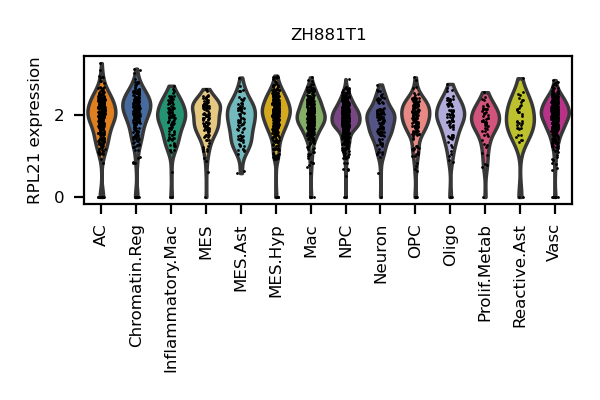 ZH881T1
RPL21 expression
2
0
AC
Chromatin.Reg
Inflammatory.Mac
MES
MES.Ast
MES.Hyp
Mac
NPC
Neuron
OPC
Oligo
Prolif.Metab
Reactive.Ast
Vasc